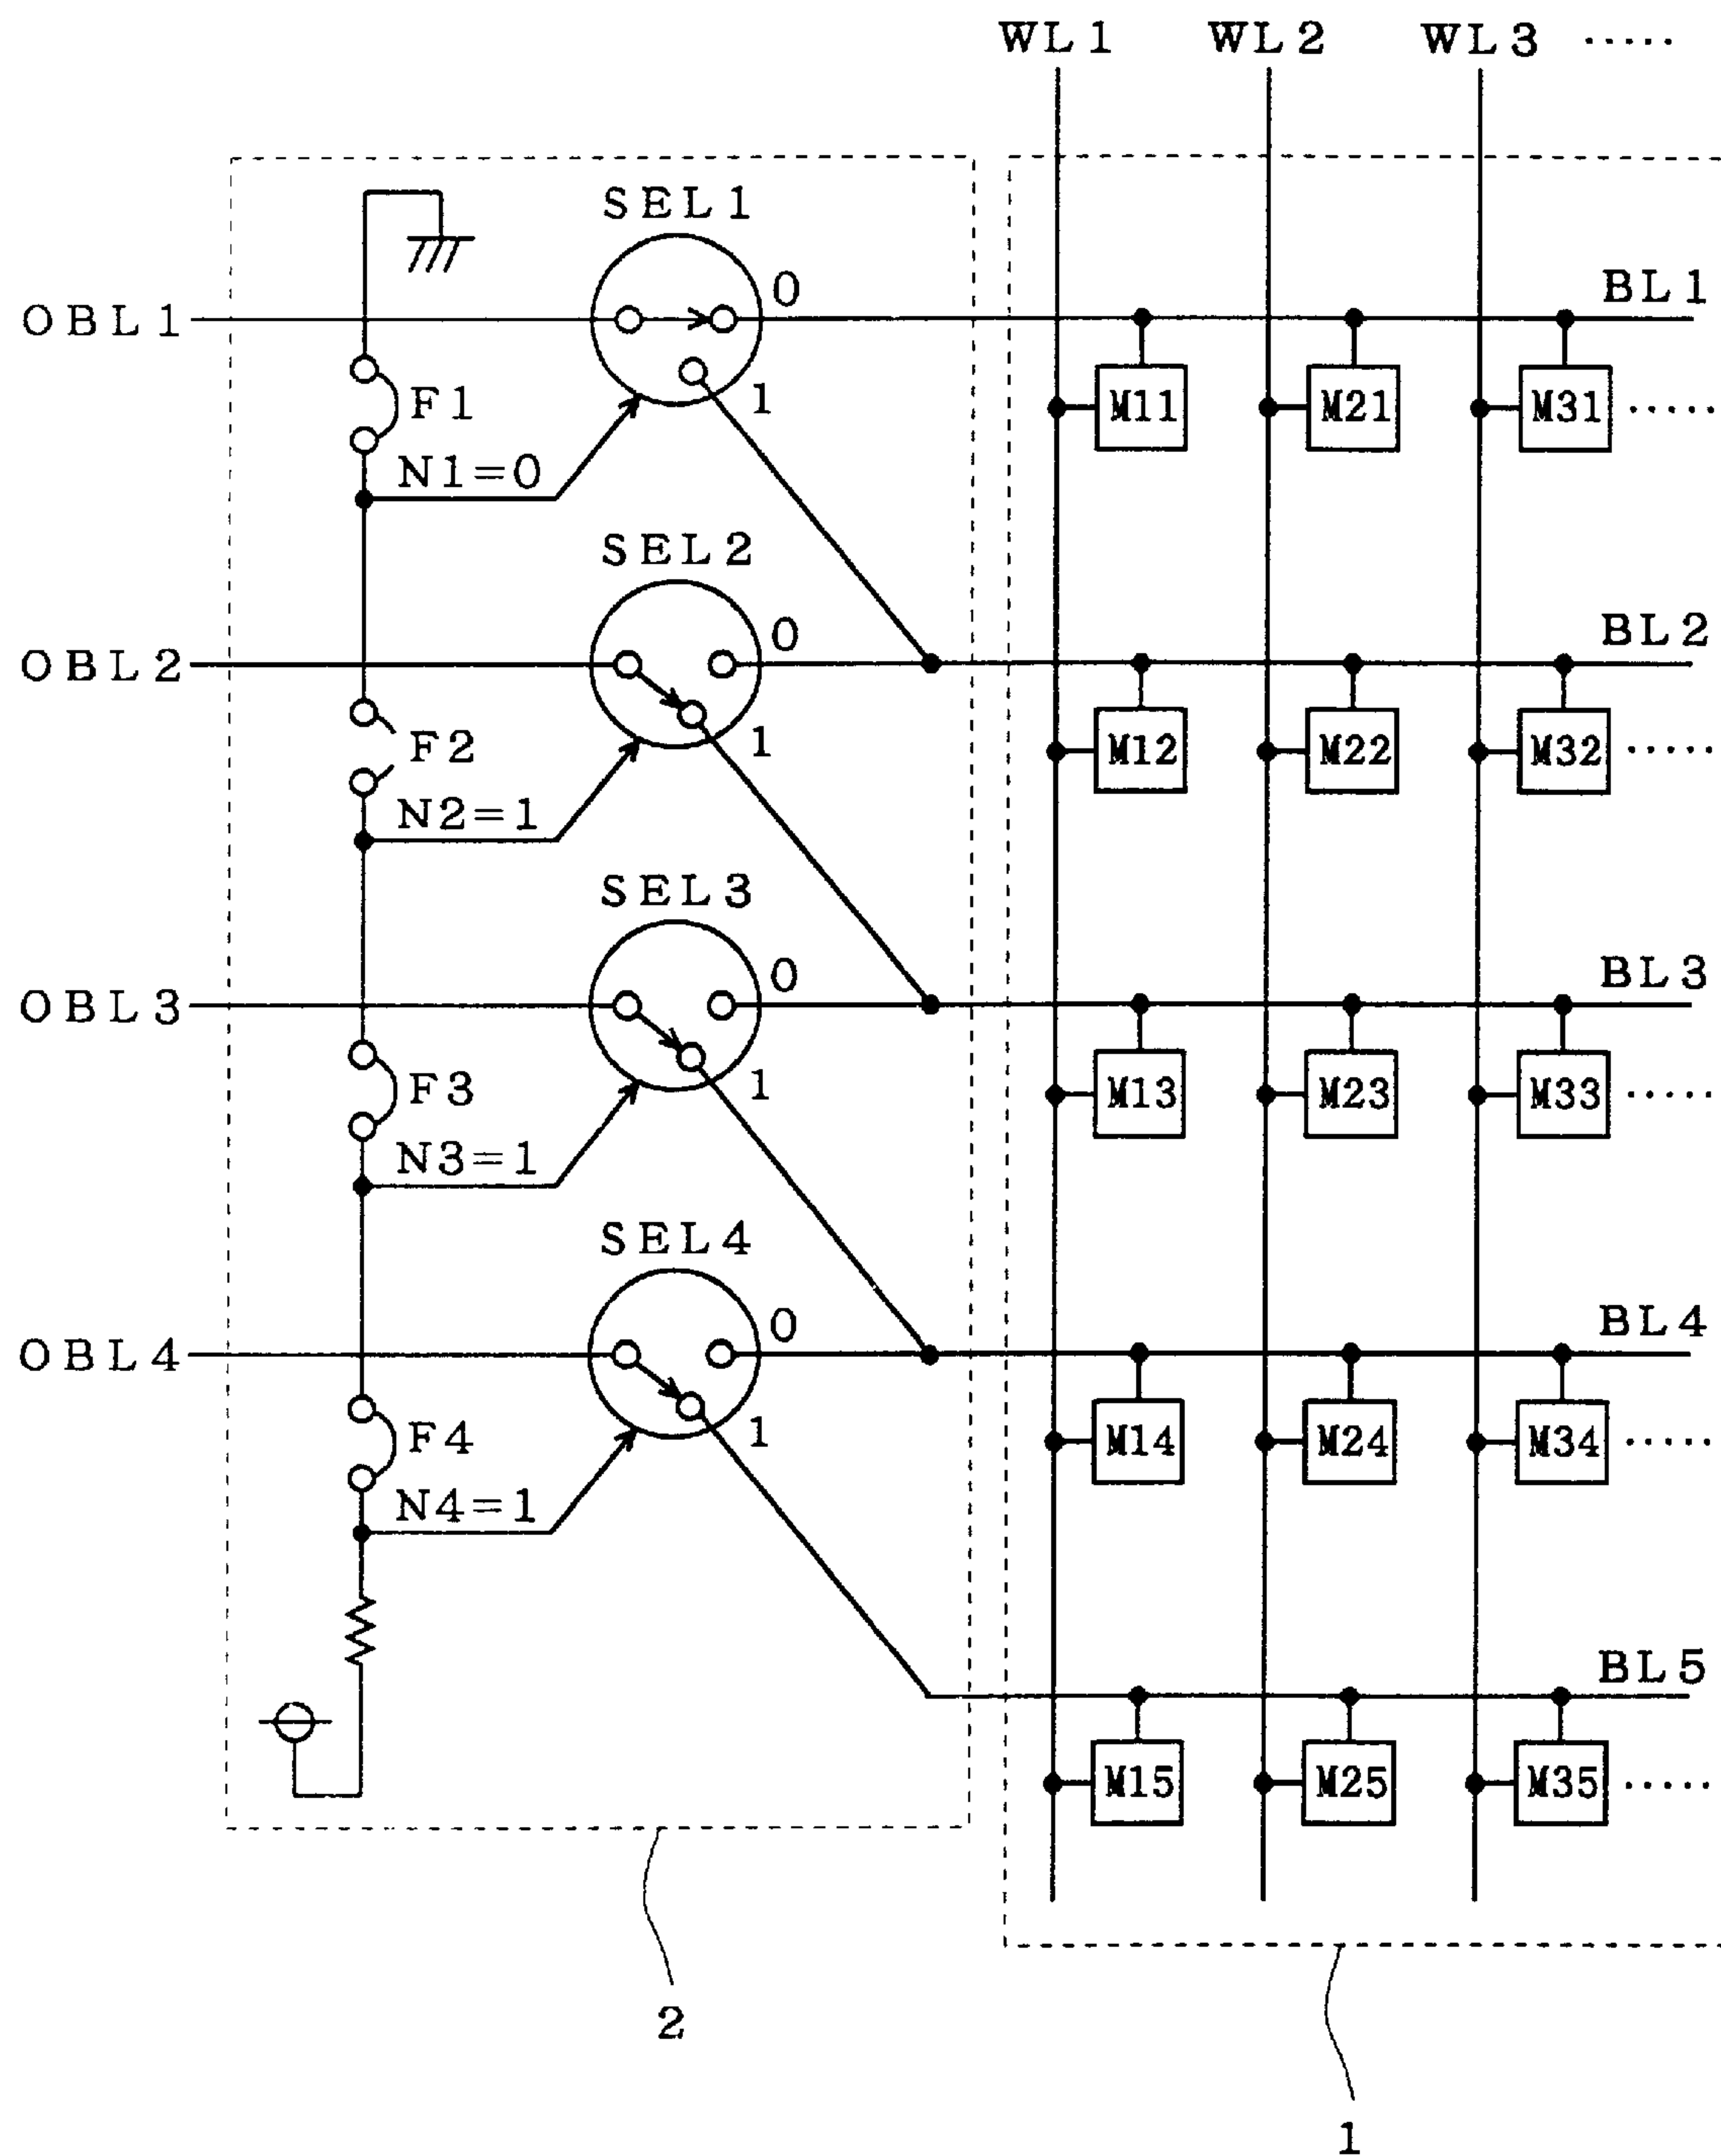 WL1 WL2 WL3 .....
SEL1
OBL1 0 BL1
F1 1 M11 M21 M31 .....
N1=0
SEL2
OBL2 0 BL2
F2 1 M12 M22 M32 .....
N2=1
SEL3
OBL3 0 BL3
F3 1 M13 M23 M33 .....
N3=1
SEL4
OBL4 0 BL4
F4 1 M14 M24 M34 .....
N4=1
BL5
M15 M25 M35 .....
2
1